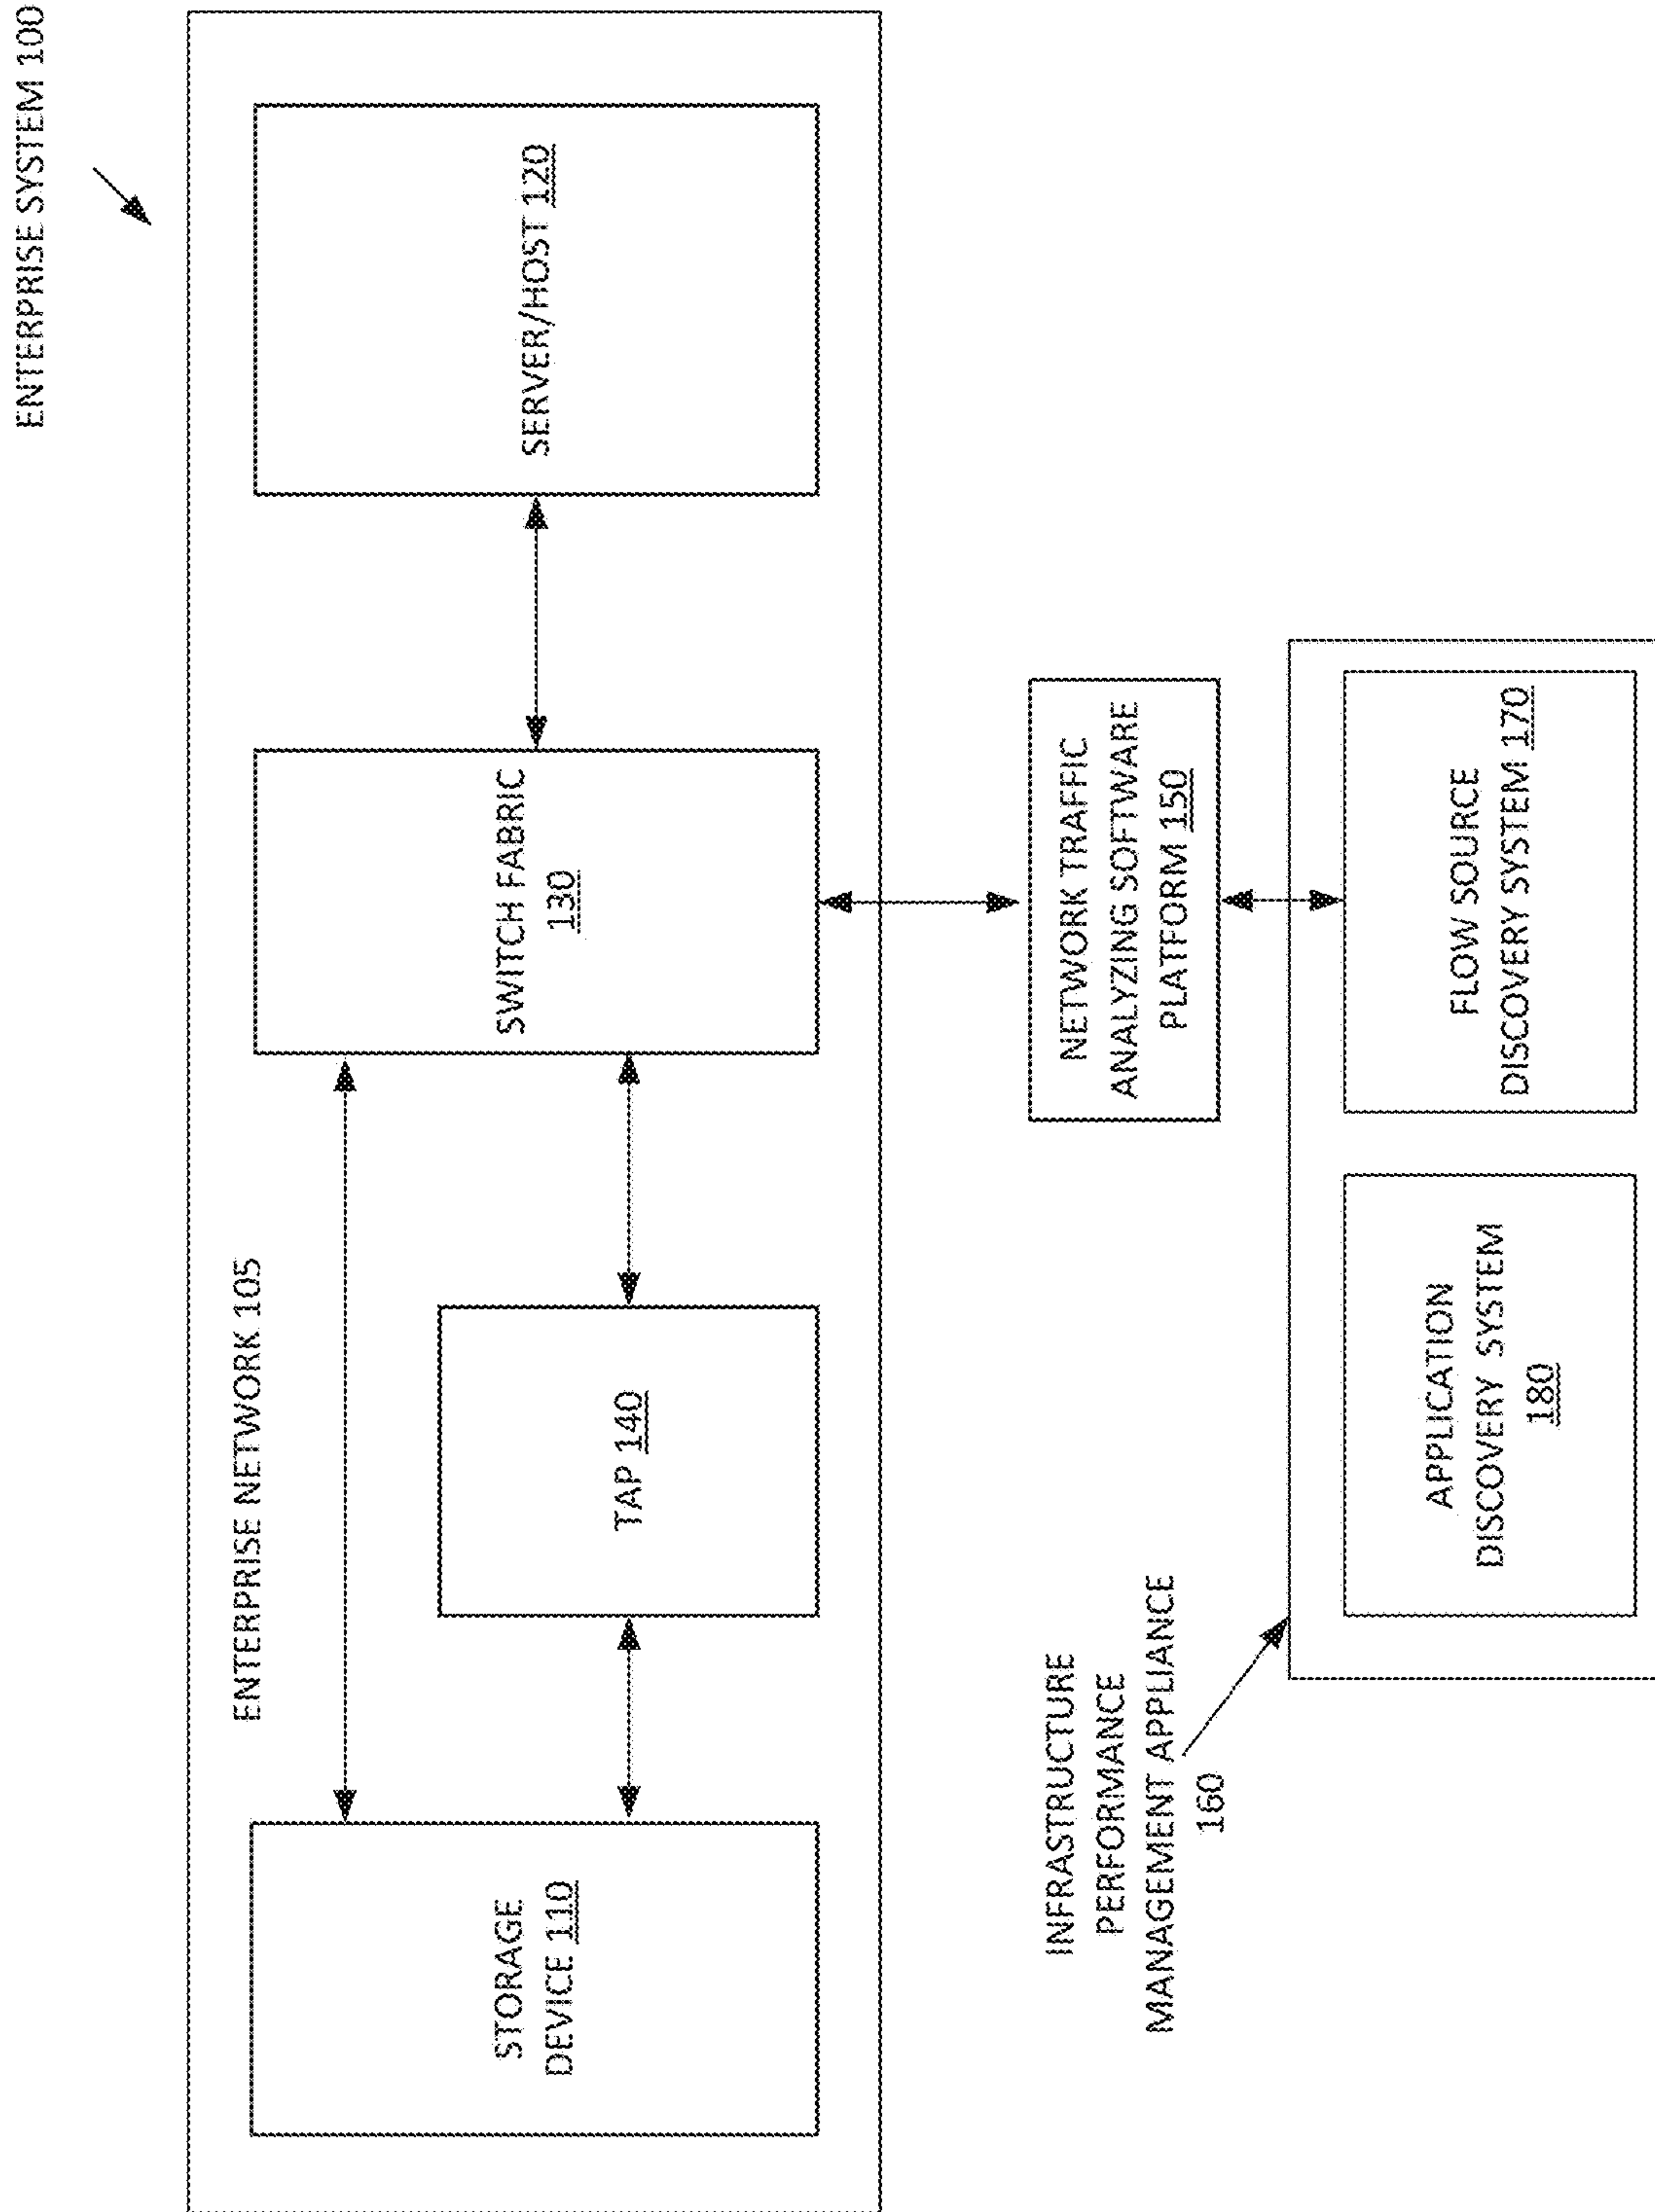 ENTERPRISE SYSTEM 100
ENTERPRISE NETWORK 105
STORAGE
DEVICE 110
TAP 140
SWITCH FABRIC
130
SERVER/HOST 120
INFRASTRUCTURE
PERFORMANCE
MANAGEMENT APPLIANCE
160
NETWORK TRAFFIC
ANALYZING SOFTWARE
PLATFORM 150
APPLICATION
DISCOVERY SYSTEM
180
FLOW SOURCE
DISCOVERY SYSTEM 170